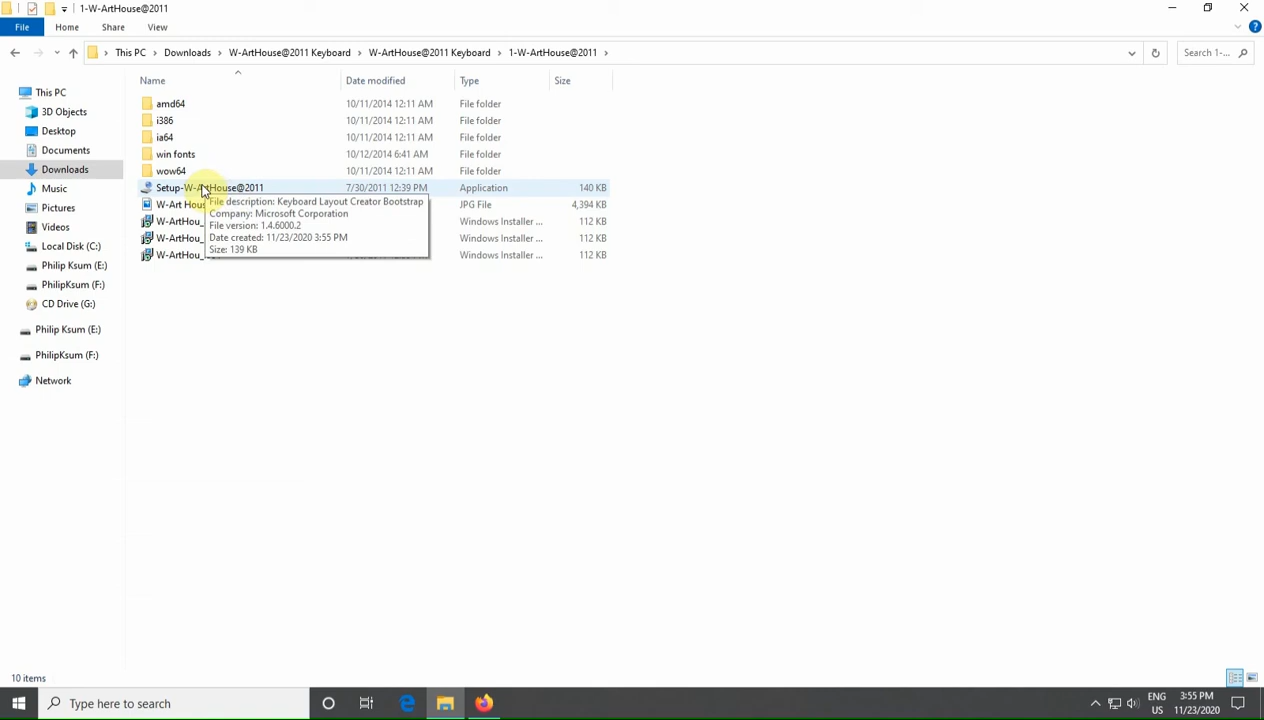 1-W-ArtHouse@2011
File
Home
Share
View
This PC
Downloads
W-ArtHouse@2011 Keyboard
W-ArtHouse@2011 Keyboard
1-W-ArtHouse@2011
Search 1-...
Name
Date modified
Type
Size
amd64 10/11/2014 12:11 AM File folder
i386 10/11/2014 12:11 AM File folder
ia64 10/11/2014 12:11 AM File folder
win fonts 10/12/2014 6:41 AM File folder
wow64 10/11/2014 12:11 AM File folder
Setup-W-ArtHouse@2011 7/30/2011 12:39 PM Application 140 KB
W-Art Hous JPG File 4,394 KB
W-ArtHou_ Windows Installer ... 112 KB
W-ArtHou_ Windows Installer ... 112 KB
W-ArtHou_ Windows Installer ... 112 KB
File description: Keyboard Layout Creator Bootstrap
Company: Microsoft Corporation
File version: 1.4.6000.2
Date created: 11/23/2020 3:55 PM
Size: 139 KB
This PC
3D Objects
Desktop
Documents
Downloads
Music
Pictures
Videos
Local Disk (C:)
Philip Ksum (E:)
PhilipKsum (F:)
CD Drive (G:)
Philip Ksum (E:)
PhilipKsum (F:)
Network
10 items
Type here to search
ENG
US
3:55 PM
11/23/2020